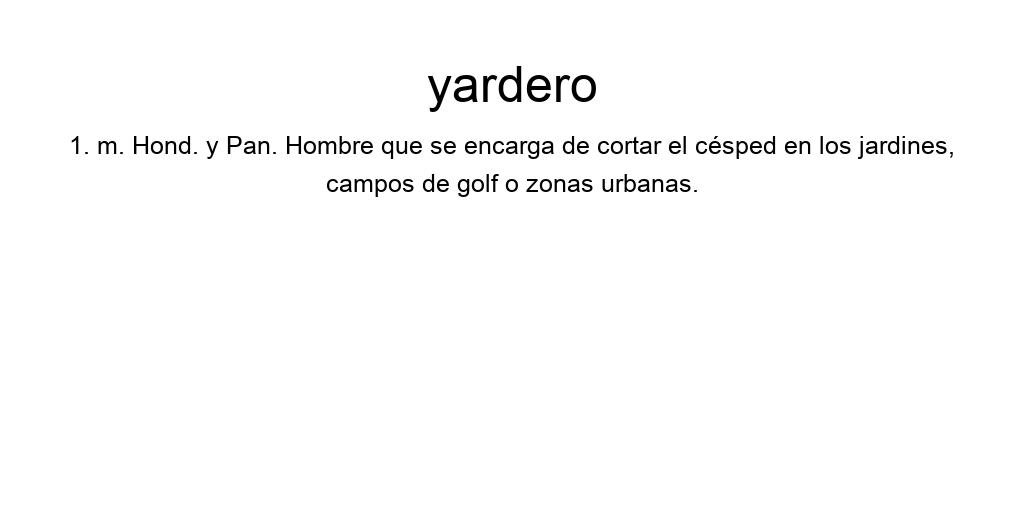 yardero
1. m. Hond. y Pan. Hombre que se encarga de cortar el césped en los jardines,
campos de golf o zonas urbanas.